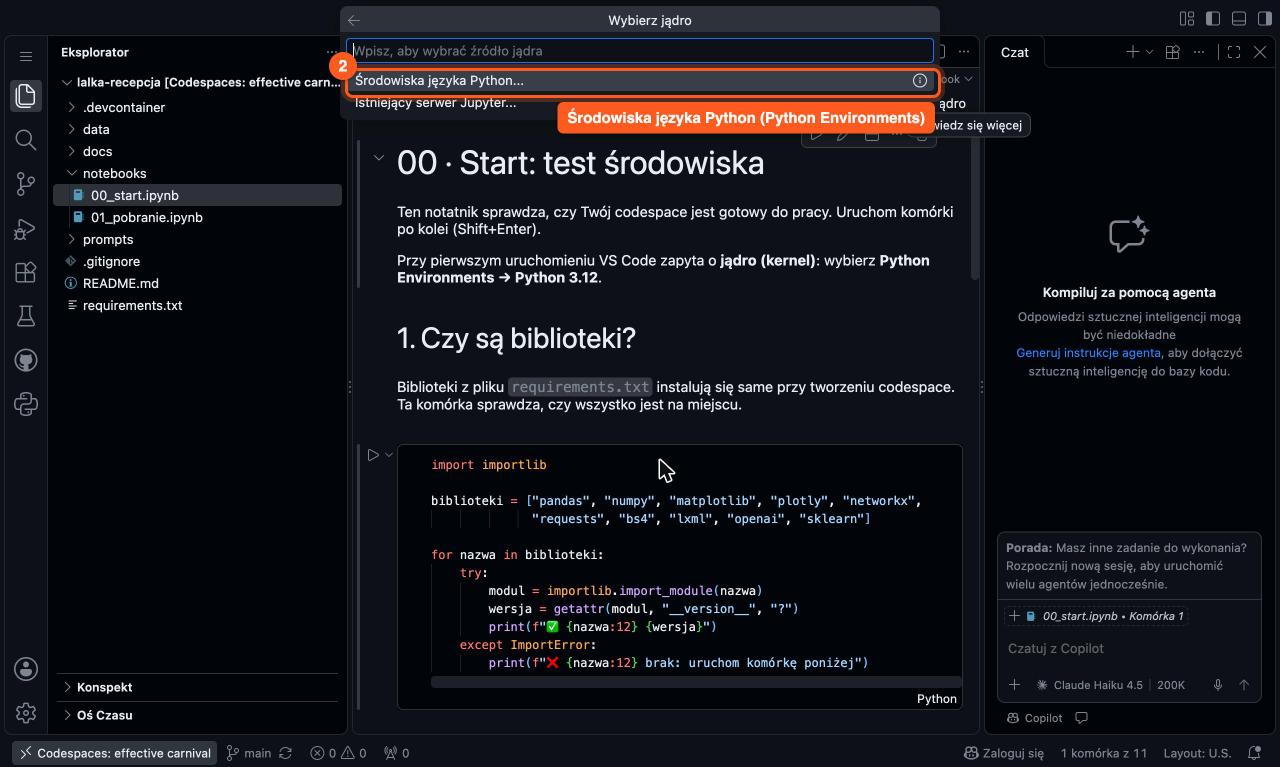 Wybierz jądro
Wpisz, aby wybrać źródło jądra
2
Środowiska języka Python...
Istniejący serwer Jupyter...
Środowiska języka Python (Python Environments)
Eksplorator
lalka-recepcja [Codespaces: effective carn...
.devcontainer
data
docs
notebooks
00_start.ipynb
01_pobranie.ipynb
prompts
.gitignore
README.md
requirements.txt
Konspekt
Oś Czasu
00 · Start: test środowiska
Ten notatnik sprawdza, czy Twój codespace jest gotowy do pracy. Uruchom komórki
po kolei (Shift+Enter).
Przy pierwszym uruchomieniu VS Code zapyta o jądro (kernel): wybierz Python
Environments → Python 3.12.
1. Czy są biblioteki?
Biblioteki z pliku requirements.txt instalują się same przy tworzeniu codespace.
Ta komórka sprawdza, czy wszystko jest na miejscu.
import importlib
biblioteki = ["pandas", "numpy", "matplotlib", "plotly", "networkx",
"requests", "bs4", "lxml", "openai", "sklearn"]
for nazwa in biblioteki:
try:
modul = importlib.import_module(nazwa)
wersja = getattr(modul, "__version__", "?")
print(f"✅ {nazwa:12} {wersja}")
except ImportError:
print(f"❌ {nazwa:12} brak: uruchom komórkę poniżej")
Python
Czat
Kompiluj za pomocą agenta
Odpowiedzi sztucznej inteligencji mogą
być niedokładne
Generuj instrukcje agenta, aby dołączyć
sztuczną inteligencję do bazy kodu.
Porada: Masz inne zadanie do wykonania?
Rozpocznij nową sesję, aby uruchomić
wielu agentów jednocześnie.
00_start.ipynb • Komórka 1
Czatuj z Copilot
Claude Haiku 4.5 200K
Copilot
Codespaces: effective carnival main 0 0 0 Zaloguj się 1 komórka z 11 Layout: U.S.